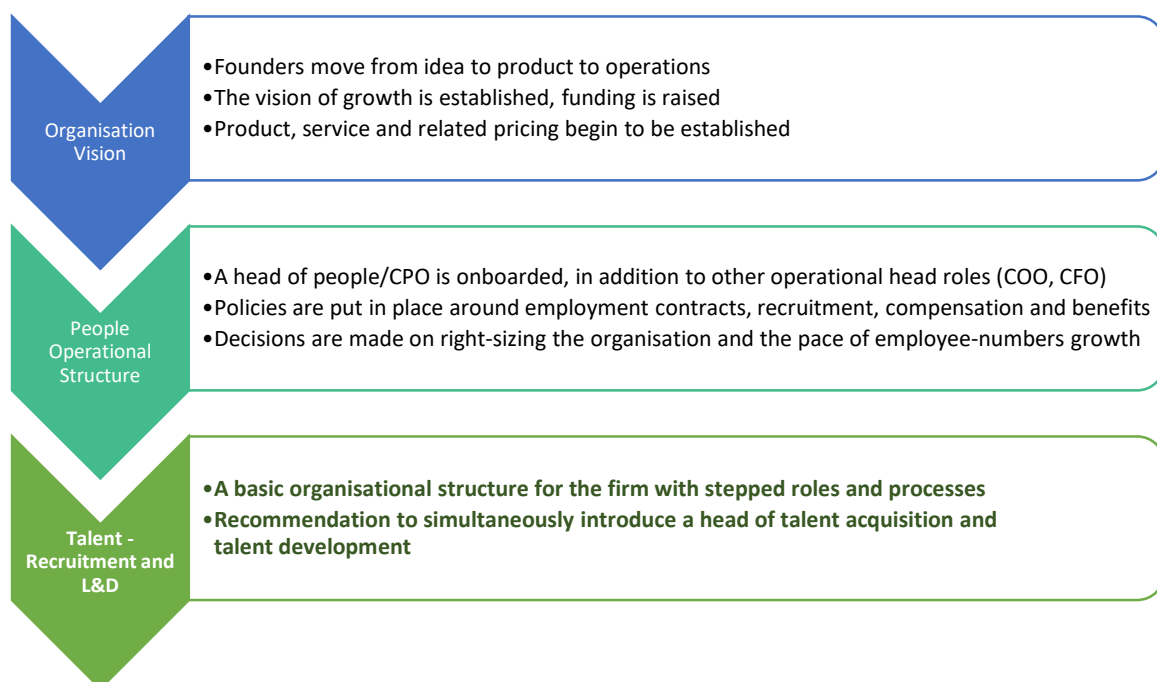 Organisation
Vision
•Founders move from idea to product to operations
•The vision of growth is established, funding is raised
•Product, service and related pricing begin to be established
People
Operational
Structure
•A head of people/CPO is onboarded, in addition to other operational head roles (COO, CFO)
•Policies are put in place around employment contracts, recruitment, compensation and benefits
•Decisions are made on right-sizing the organisation and the pace of employee-numbers growth
Talent -
Recruitment and
L&D
•A basic organisational structure for the firm with stepped roles and processes
•Recommendation to simultaneously introduce a head of talent acquisition and
talent development